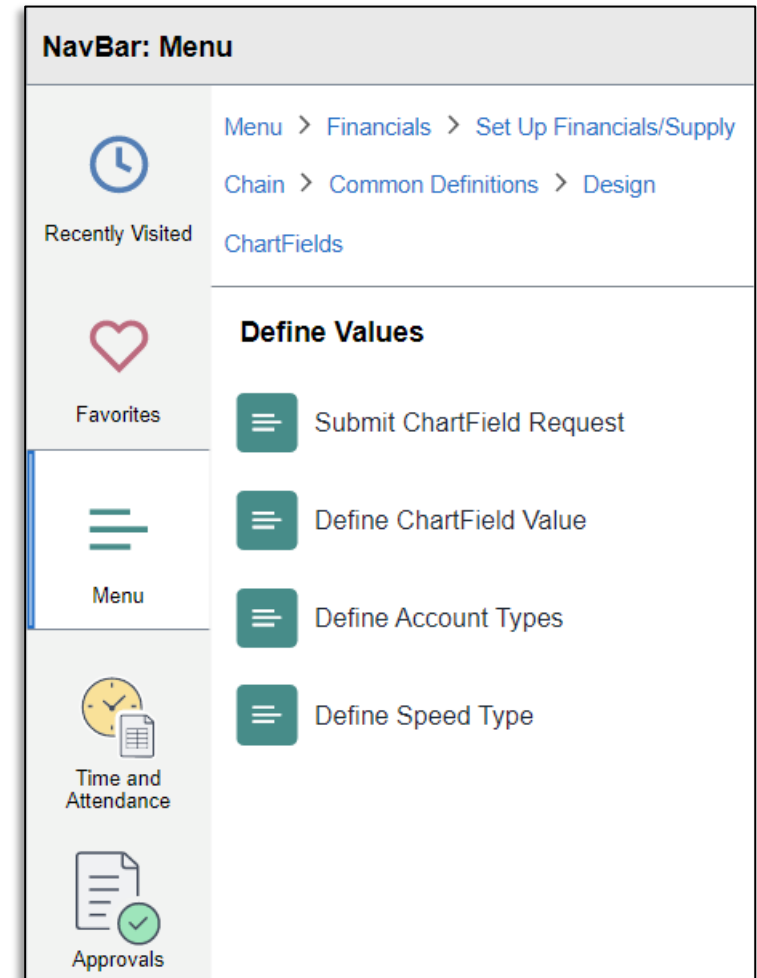 NavBar: Menu
Recently Visited
Favorites
Menu
Time and
Attendance
Approvals
Menu > Financials > Set Up Financials/Supply
Chain > Common Definitions > Design
ChartFields
Define Values
Submit ChartField Request
Define ChartField Value
Define Account Types
Define Speed Type